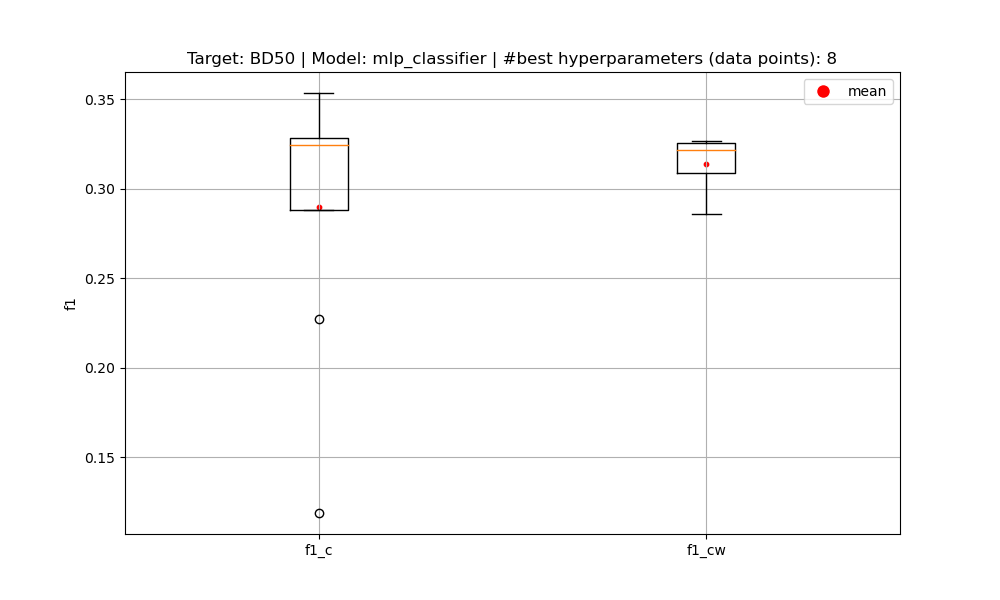 Target: BD50 | Model: mlp_classifier | #best hyperparameters (data points): 8
mean
0.35
0.30
0.25
0.20
0.15
f1
f1_c
f1_cw